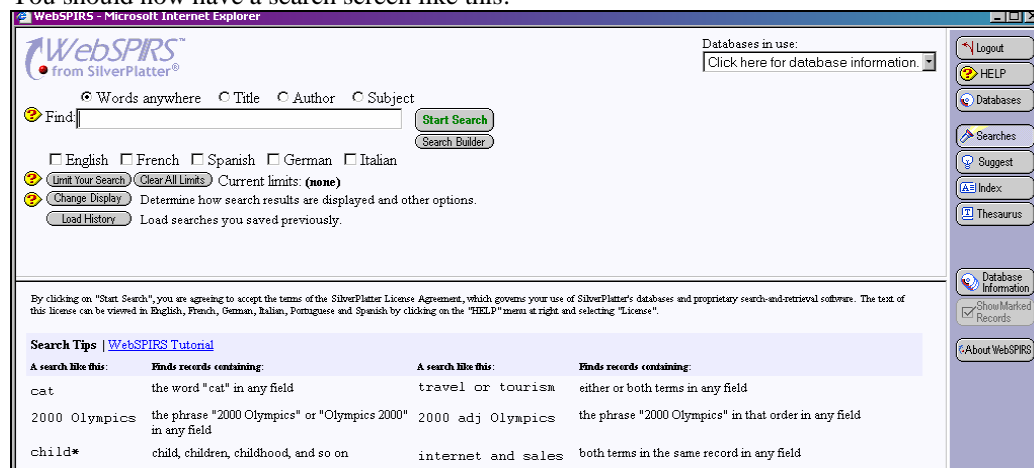 You should now have a search screen like this:
WebSPIRS - Microsoft Internet Explorer
WebSPIRS™
from SilverPlatter®
Databases in use:
Click here for database information.
Words anywhere Title Author Subject
Find:
Start Search
Search Builder
English French Spanish German Italian
Limit Your Search Clear All Limits Current limits: (none)
Change Display Determine how search results are displayed and other options.
Load History Load searches you saved previously.
Logout
HELP
Databases
Searches
Suggest
Index
Thesaurus
Database
Information
Show Marked
Records
About WebSPIRS
By clicking on "Start Search", you are agreeing to accept the terms of the SilverPlatter License Agreement, which governs your use of SilverPlatter's databases and proprietary search-and-retrieval software. The text of
this license can be viewed in English, French, German, Italian, Portuguese and Spanish by clicking on the "HELP" menu at right and selecting "License".
Search Tips | WebSPIRS Tutorial
A search like this: Finds records containing: A search like this: Finds records containing:
cat the word "cat" in any field travel or tourism either or both terms in any field
2000 Olympics the phrase "2000 Olympics" or "Olympics 2000" 2000 adj Olympics the phrase "2000 Olympics" in that order in any field
in any field
child* child, children, childhood, and so on internet and sales both terms in the same record in any field